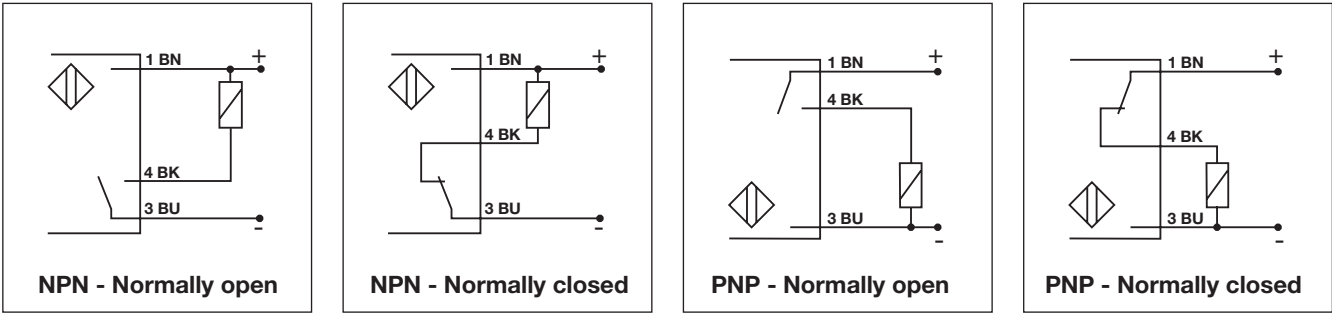 1 BN +
4 BK
3 BU -
NPN - Normally open
1 BN +
4 BK
3 BU -
NPN - Normally closed
1 BN +
4 BK
3 BU -
PNP - Normally open
1 BN +
4 BK
3 BU -
PNP - Normally closed